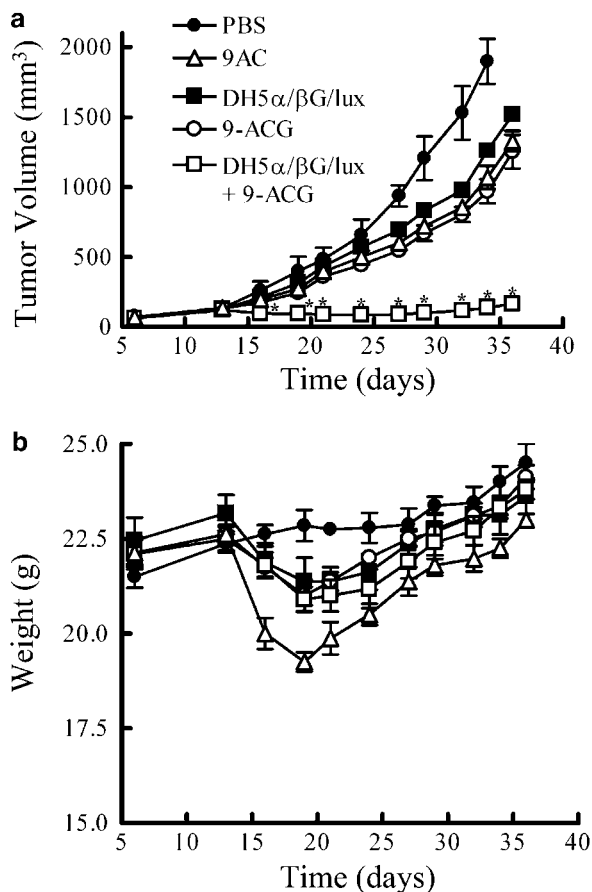 a
PBS
9AC
DH5α/βG/lux
9-ACG
DH5α/βG/lux
+ 9-ACG
Tumor Volume (mm³)
2000
1500
1000
500
0
* * * * * * * * *
5 10 15 20 25 30 35 40
Time (days)
b
Weight (g)
25.0
22.5
20.0
17.5
15.0
5 10 15 20 25 30 35 40
Time (days)